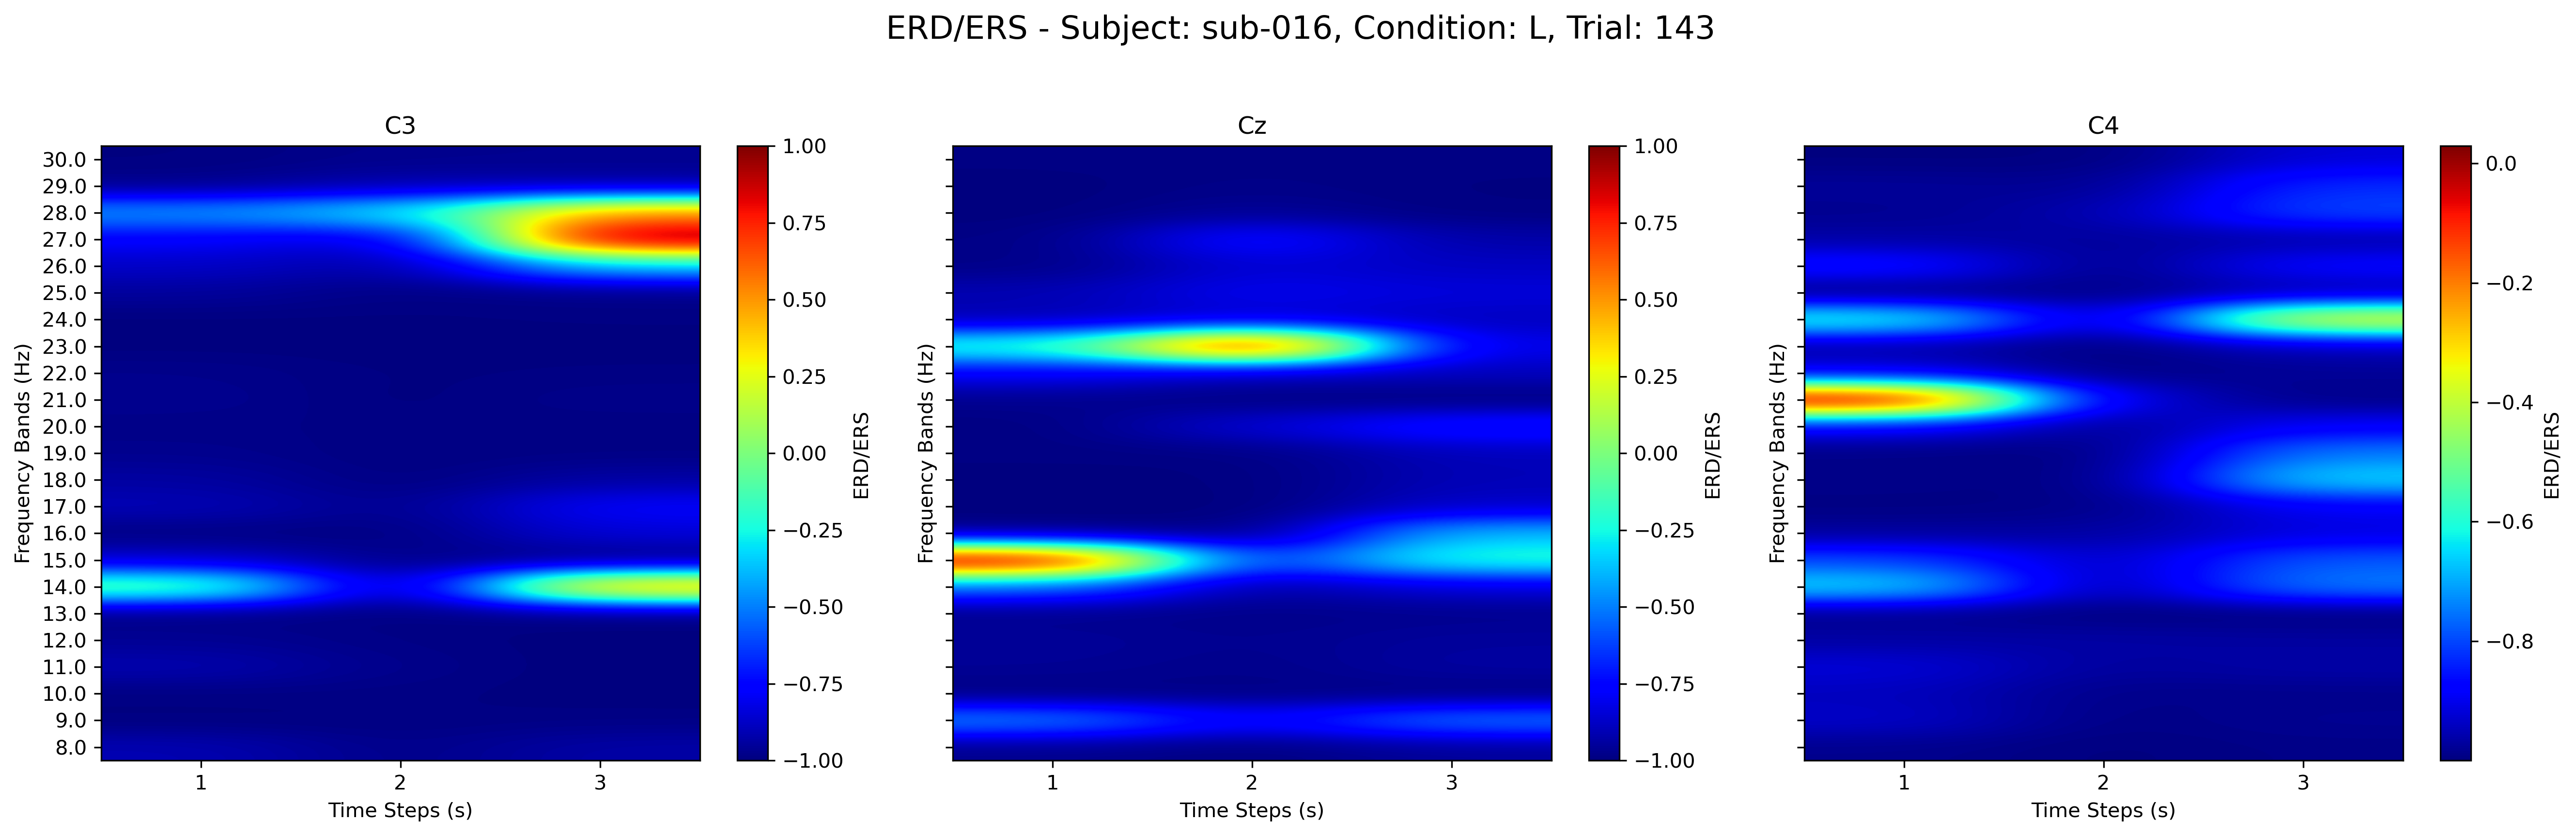 ERD/ERS - Subject: sub-016, Condition: L, Trial: 143
C3
Frequency Bands (Hz)
30.0
29.0
28.0
27.0
26.0
25.0
24.0
23.0
22.0
21.0
20.0
19.0
18.0
17.0
16.0
15.0
14.0
13.0
12.0
11.0
10.0
9.0
8.0
1 2 3
Time Steps (s)
1.00
0.75
0.50
0.25
0.00
−0.25
−0.50
−0.75
−1.00
ERD/ERS
Cz
Frequency Bands (Hz)
1 2 3
Time Steps (s)
1.00
0.75
0.50
0.25
0.00
−0.25
−0.50
−0.75
−1.00
ERD/ERS
C4
Frequency Bands (Hz)
1 2 3
Time Steps (s)
0.0
−0.2
−0.4
−0.6
−0.8
ERD/ERS